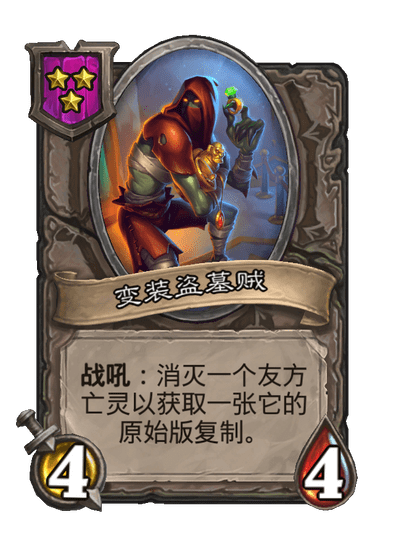 变装盗墓贼
战吼：消灭一个友方
亡灵以获取一张它的
原始版复制。
4
4